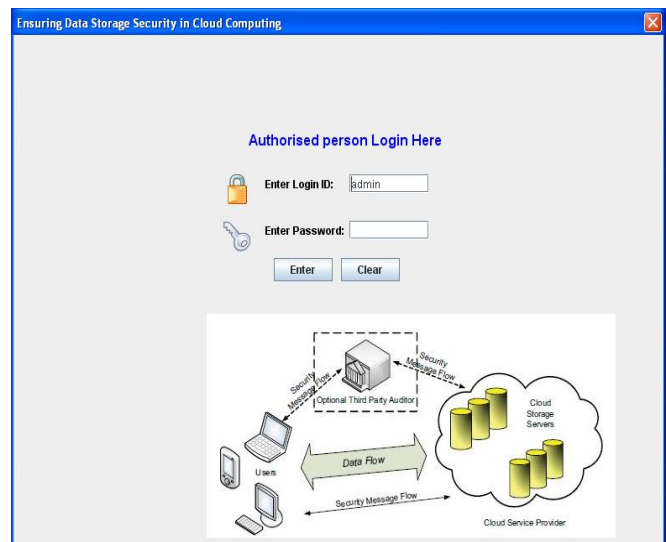 Ensuring Data Storage Security in Cloud Computing
Authorised person Login Here
Enter Login ID: admin
Enter Password:
Enter Clear
Security
Message Flow
Security
Message Flow
Optional Third Party Auditor
Cloud
Storage
Servers
Users
Data Flow
Security Message Flow
Cloud Service Provider